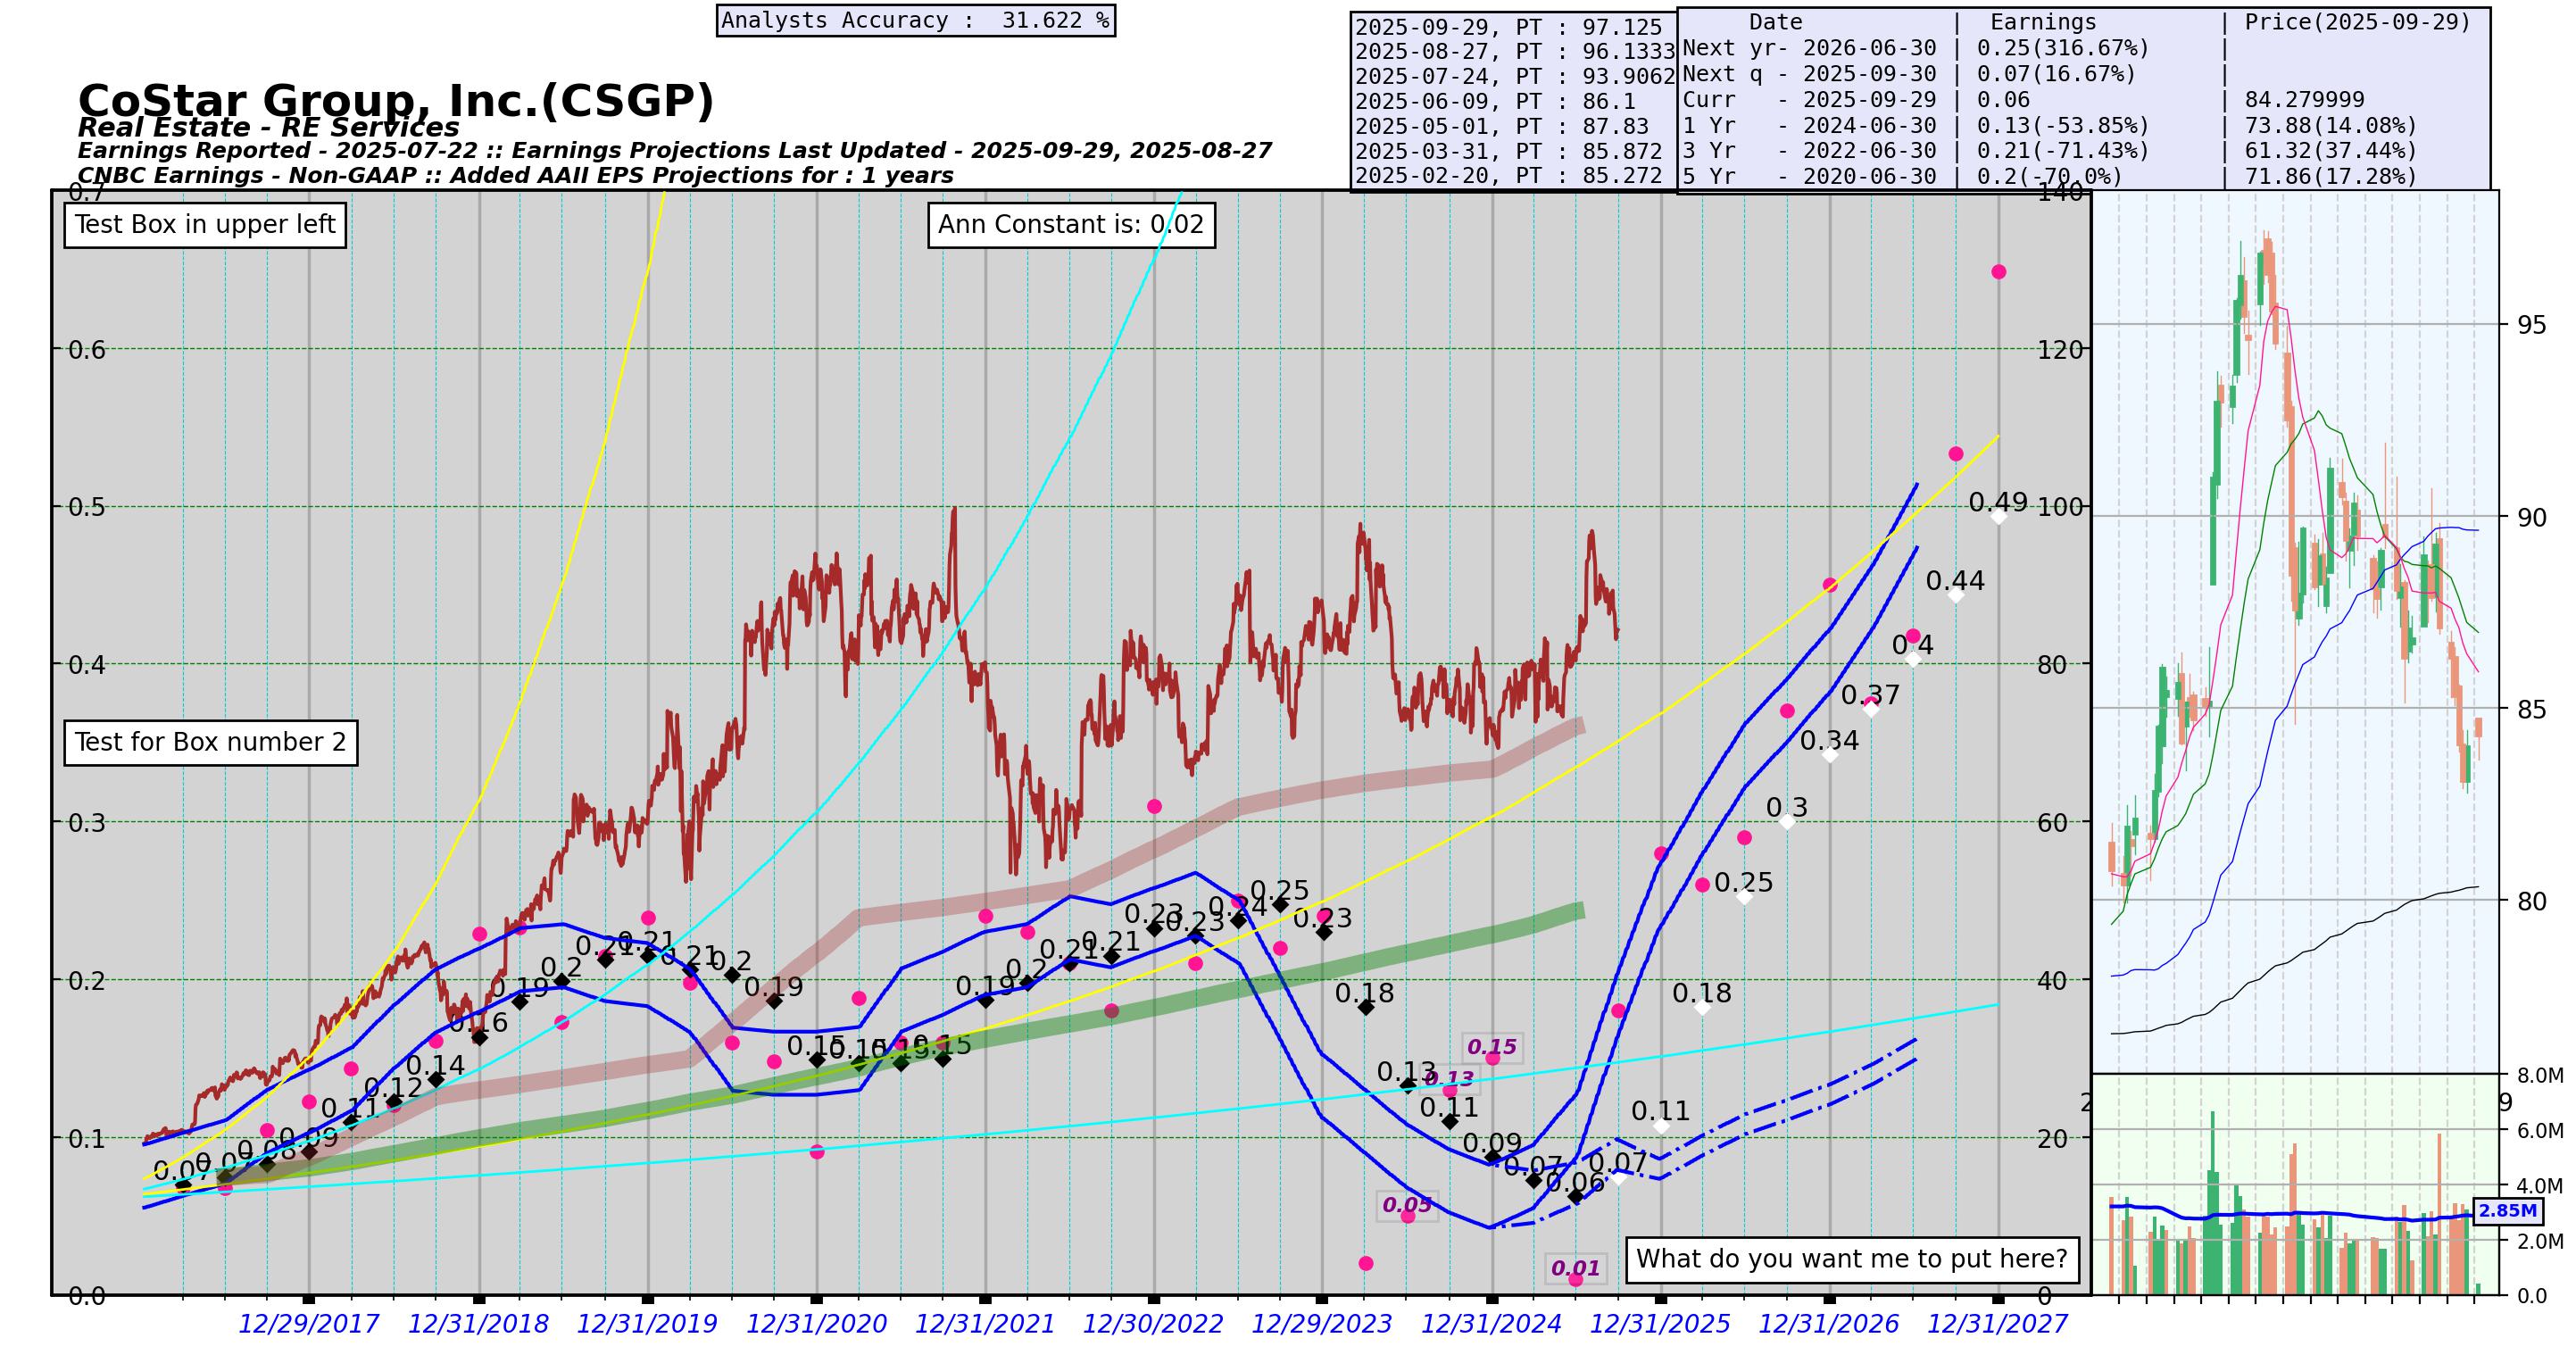 Analysts Accuracy :  31.622 %
CoStar Group, Inc.(CSGP)
Real Estate - RE Services
Earnings Reported - 2025-07-22 :: Earnings Projections Last Updated - 2025-09-29, 2025-08-27
CNBC Earnings - Non-GAAP :: Added AAII EPS Projections for : 1 years
2025-09-29, PT : 97.125
2025-08-27, PT : 96.1333
2025-07-24, PT : 93.9062
2025-06-09, PT : 86.1
2025-05-01, PT : 87.83
2025-03-31, PT : 85.872
2025-02-20, PT : 85.272
Date | Earnings | Price(2025-09-29)
Next yr- 2026-06-30 | 0.25(316.67%) |
Next q - 2025-09-30 | 0.07(16.67%) |
Curr - 2025-09-29 | 0.06 | 84.279999
1 Yr - 2024-06-30 | 0.13(-53.85%) | 73.88(14.08%)
3 Yr - 2022-06-30 | 0.21(-71.43%) | 61.32(37.44%)
5 Yr - 2020-06-30 | 0.2(-70.0%) | 71.86(17.28%)
Test Box in upper left
Ann Constant is: 0.02
Test for Box number 2
What do you want me to put here?
0.7
0.6
0.5
0.4
0.3
0.2
0.1
0.0
140
120
100
80
60
40
20
0
0.07
0.08
0.09
0.11
0.12
0.14
0.16
0.19
0.2
0.21
0.21
0.21
0.2
0.19
0.15
0.15
0.15
0.15
0.19
0.2
0.21
0.21
0.23
0.23
0.24
0.25
0.23
0.18
0.13
0.11
0.09
0.07
0.06
0.07
0.11
0.18
0.25
0.3
0.34
0.37
0.4
0.44
0.49
0.15
0.13
0.05
0.01
12/29/2017
12/31/2018
12/31/2019
12/31/2020
12/31/2021
12/30/2022
12/29/2023
12/31/2024
12/31/2025
12/31/2026
12/31/2027
95
90
85
80
8.0M
6.0M
4.0M
2.85M
2.0M
0.0